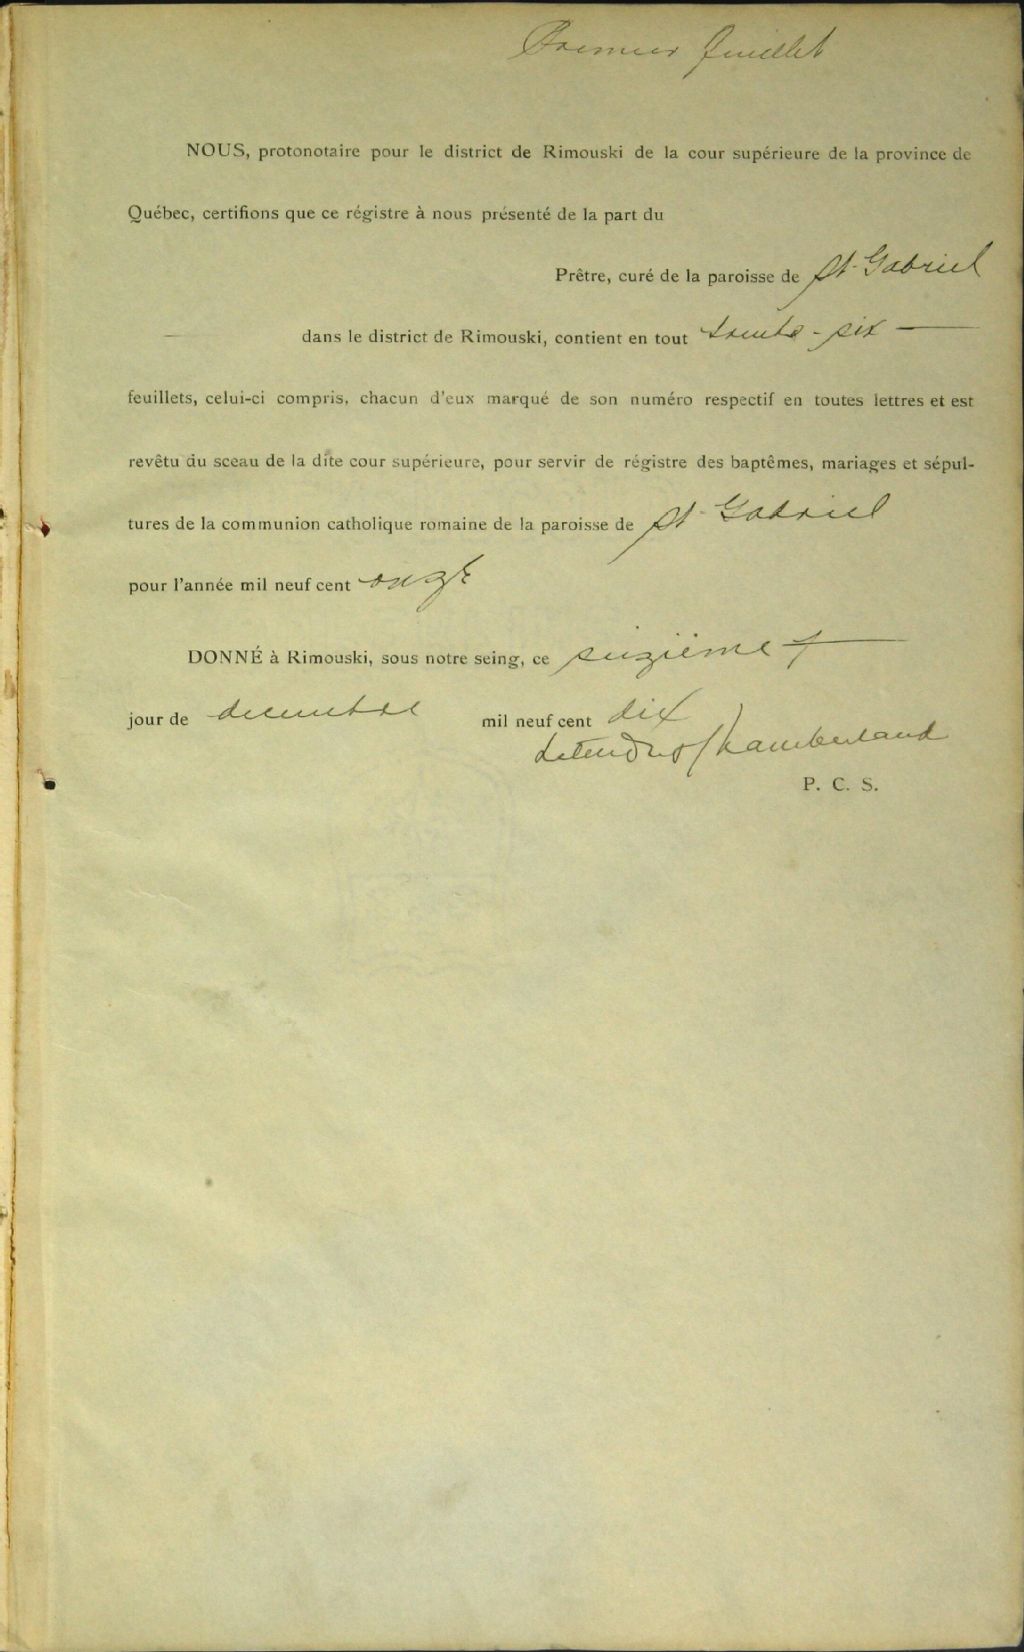 Premier feuillet
NOUS, protonotaire pour le district de Rimouski de la cour supérieure de la province de
Québec, certifions que ce régistre à nous présenté de la part du
Prêtre, curé de la paroisse de St-Gabriel
dans le district de Rimouski, contient en tout trente-six
feuillets, celui-ci compris, chacun d'eux marqué de son numéro respectif en toutes lettres et est
revêtu du sceau de la dite cour supérieure, pour servir de régistre des baptêmes, mariages et sépul-
tures de la communion catholique romaine de la paroisse de St-Gabriel
pour l'année mil neuf cent onze
DONNÉ à Rimouski, sous notre seing, ce seizième
jour de décembre mil neuf cent dix
Letendre & Chamberland
P. C. S.